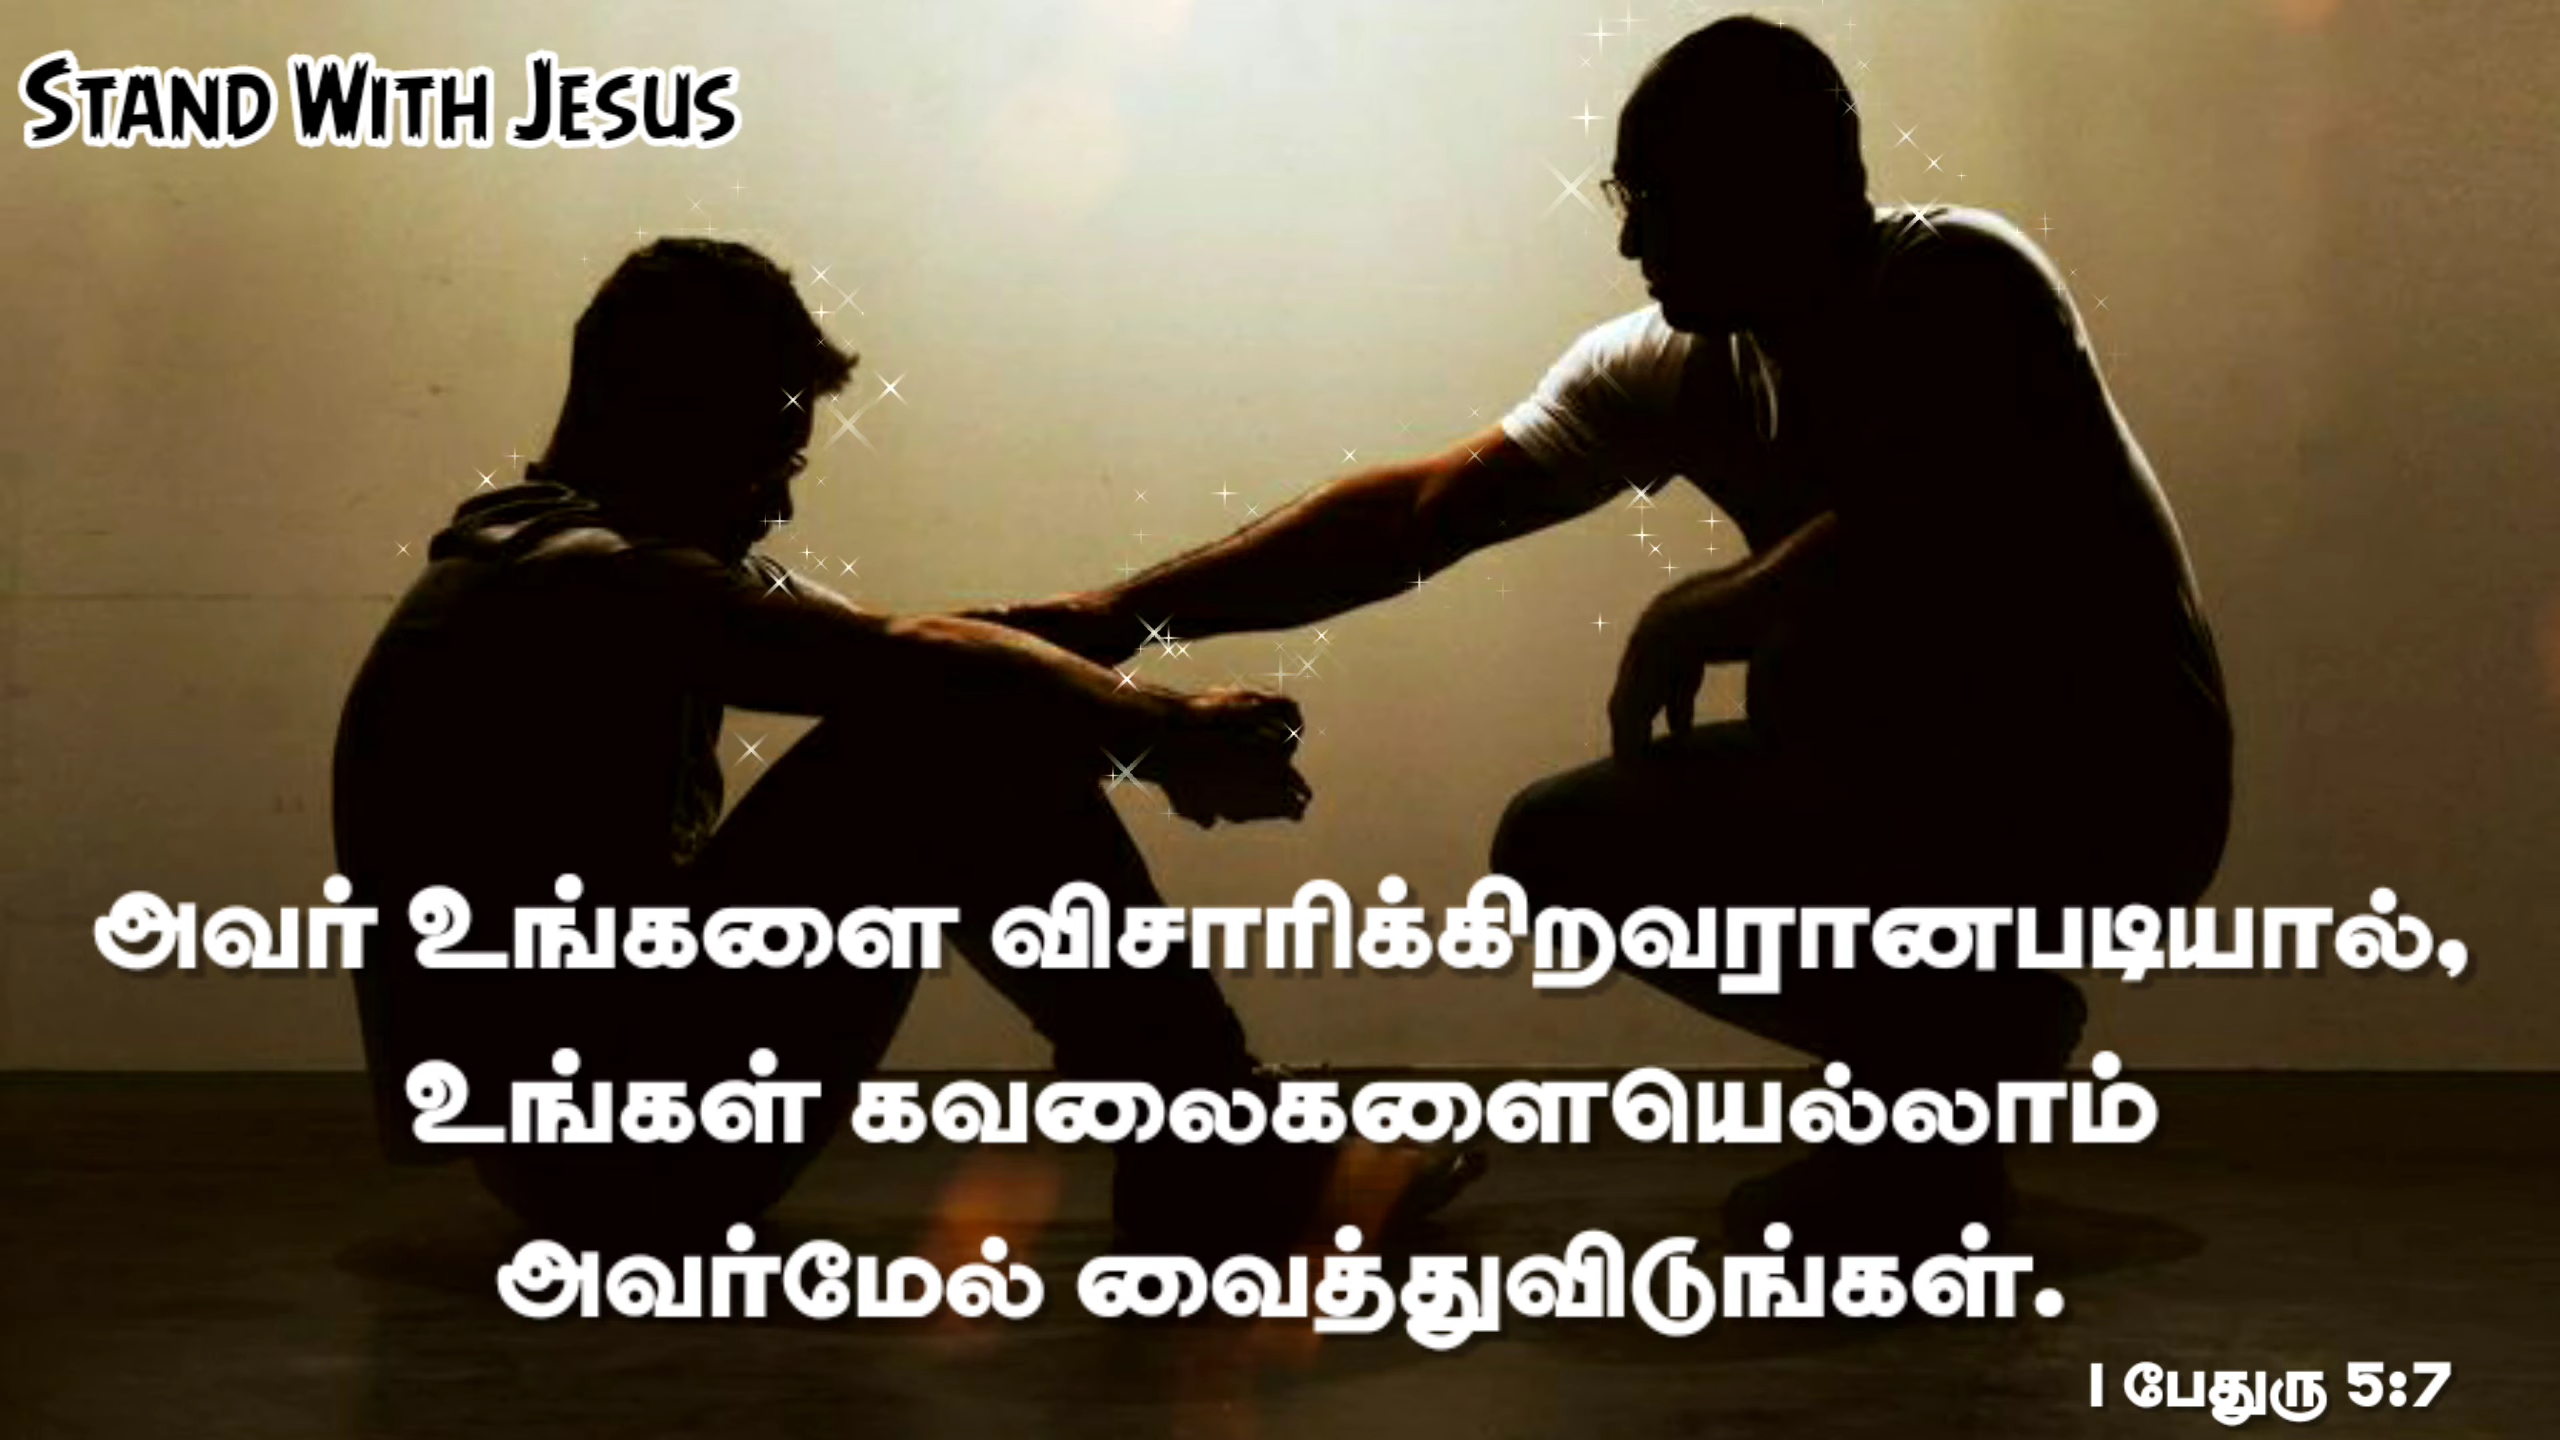 STAND WITH JESUS
அவர் உங்களை விசாரிக்கிறவரானபடியால்,
உங்கள் கவலைகளையெல்லாம்
அவர்மேல் வைத்துவிடுங்கள்.
I பேதுரு 5:7